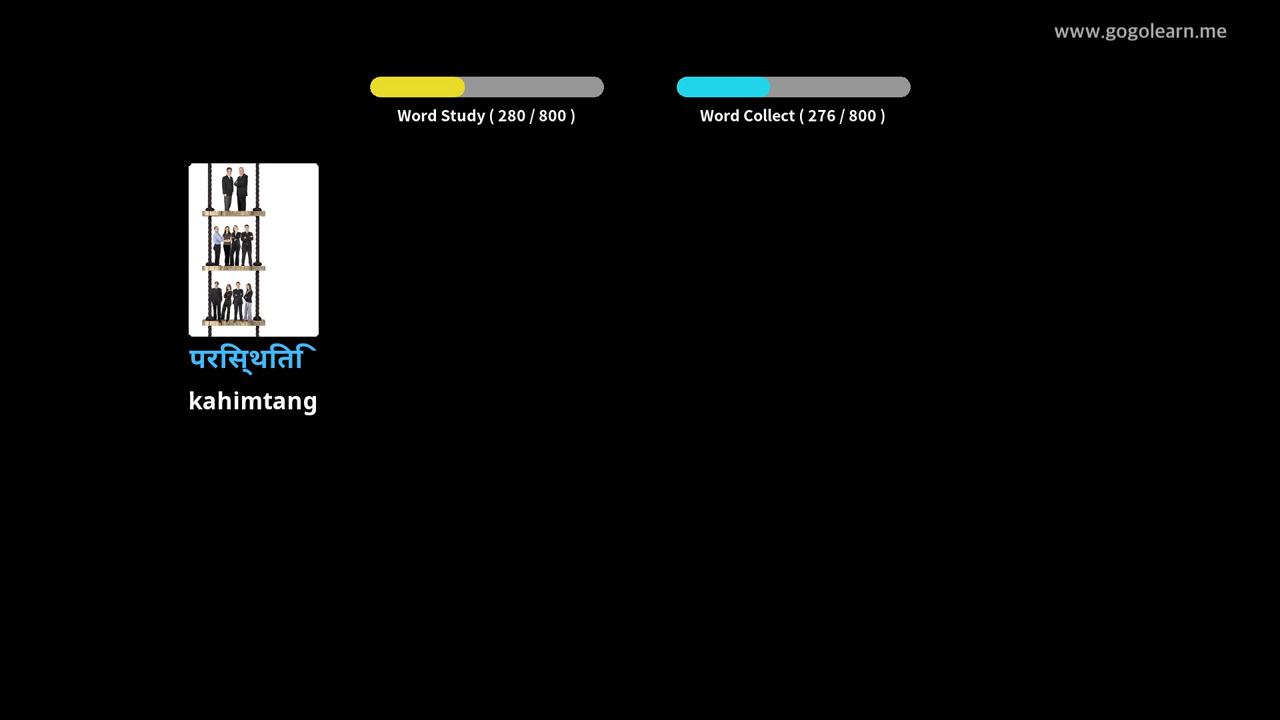 www.gogolearn.me
Word Study ( 280 / 800 )
Word Collect ( 276 / 800 )
परिस्थिति
kahimtang